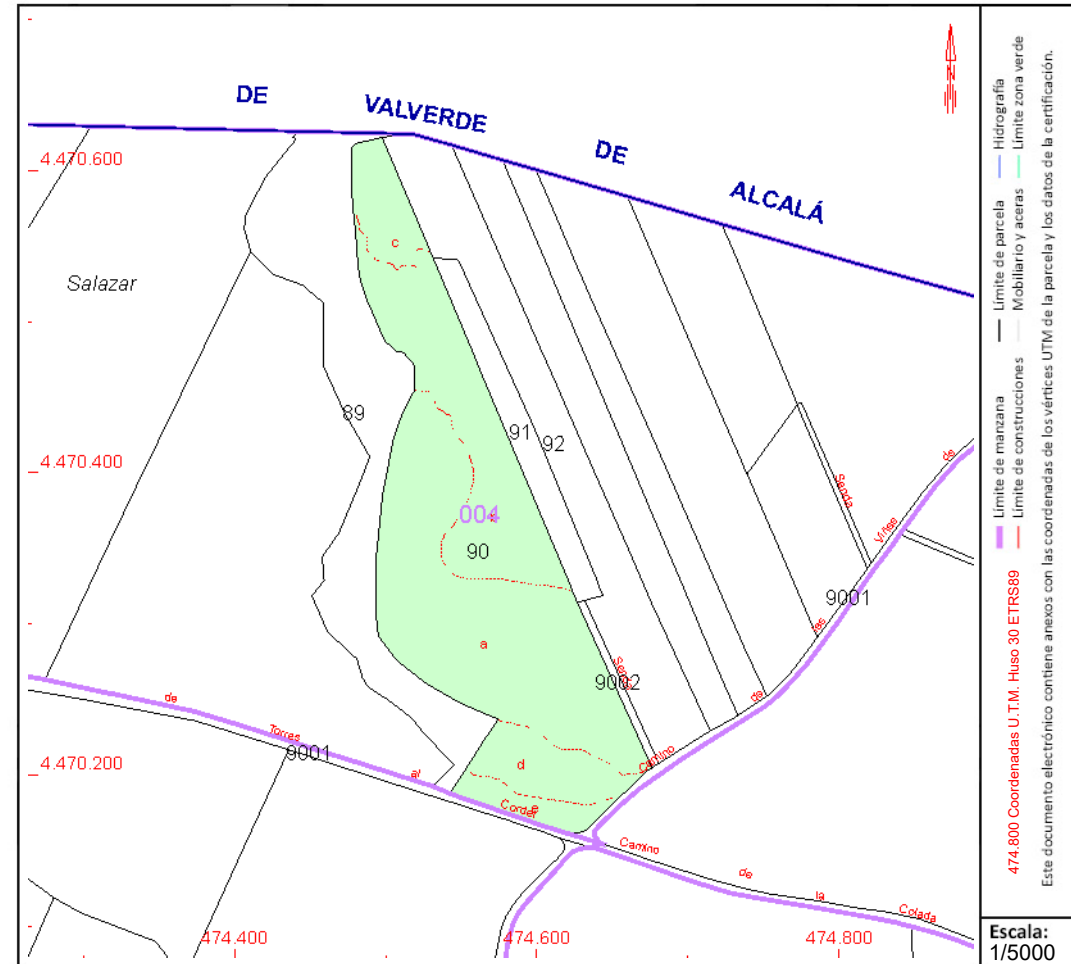 DE VALVERDE DE ALCALÁ
4.470.600
c
Salazar
89
91
92
4.470.400
004
90
Senda
Viñas
de
9001
las
a
Senda
9002
de
de
Torres
9001
al
4.470.200
d
Camino
de
Corder
e
Camino
de
la
Colada
474.400
474.600
474.800
N
Límite de manzana
Límite de parcela
Hidrografía
Límite de construcciones
Mobiliario y aceras
Límite zona verde
474.800 Coordenadas U.T.M. Huso 30 ETRS89
Este documento electrónico contiene anexos con las coordenadas de los vértices UTM de la parcela y los datos de la certificación.
Escala:
1/5000